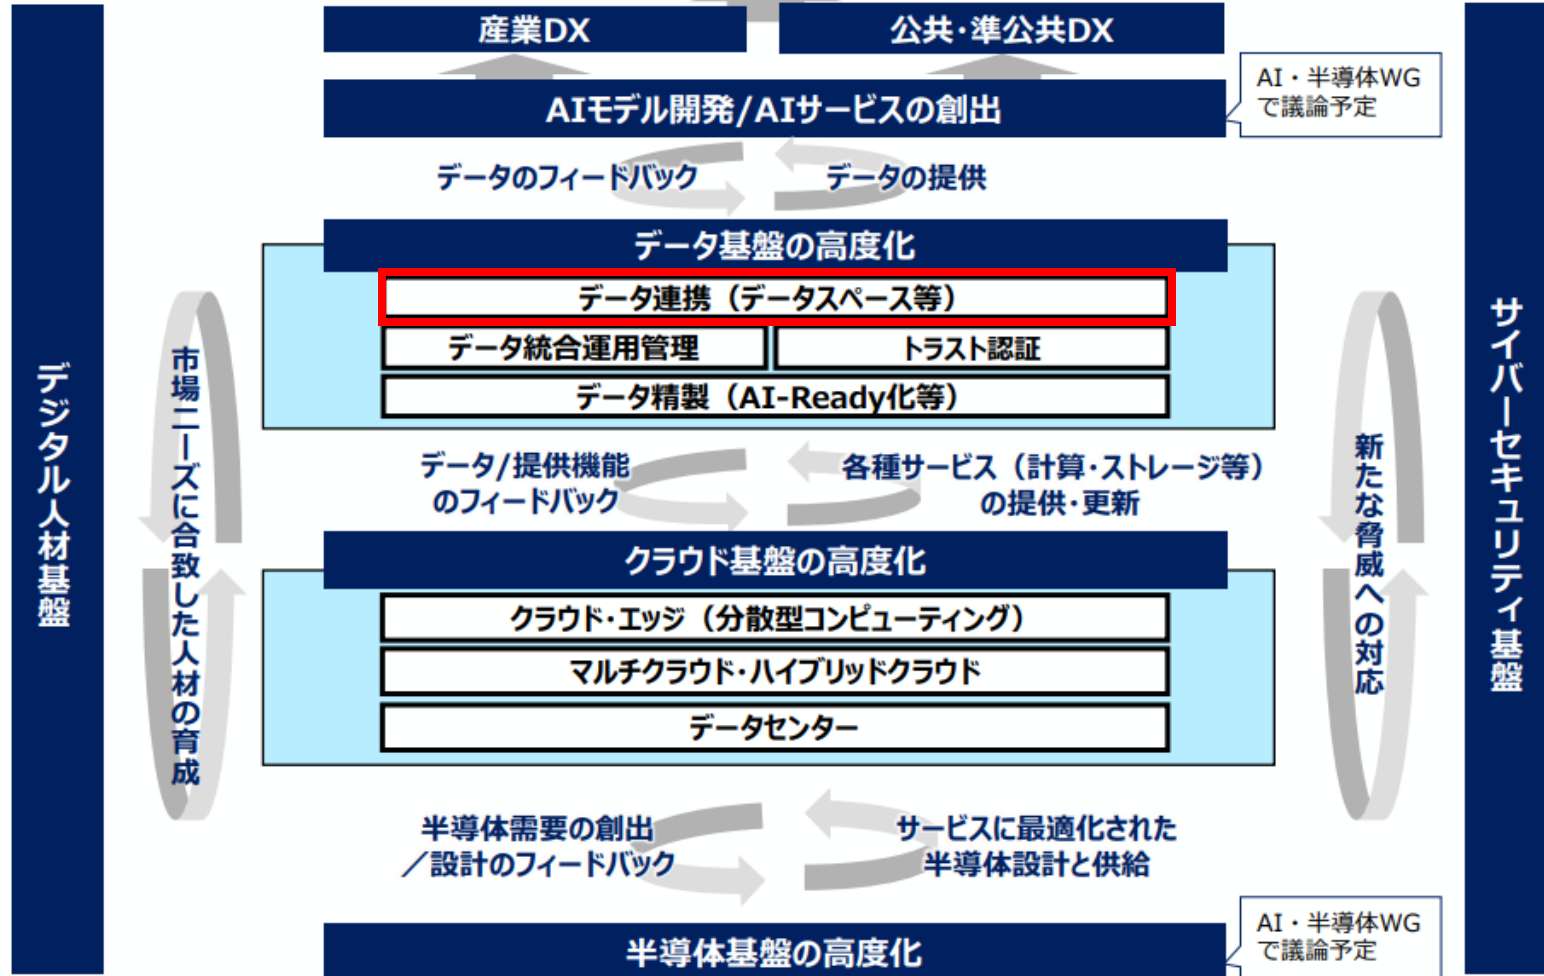 産業DX
公共・準公共DX
AIモデル開発/AIサービスの創出
AI・半導体WG
で議論予定
データのフィードバック
データの提供
データ基盤の高度化
データ連携（データスペース等）
データ統合運用管理
トラスト認証
データ精製（AI-Ready化等）
データ/提供機能
のフィードバック
各種サービス（計算・ストレージ等）
の提供・更新
クラウド基盤の高度化
クラウド・エッジ（分散型コンピューティング）
マルチクラウド・ハイブリッドクラウド
データセンター
半導体需要の創出
／設計のフィードバック
サービスに最適化された
半導体設計と供給
半導体基盤の高度化
AI・半導体WG
で議論予定
デジタル人材基盤
市場ニーズに合致した人材の育成
新たな脅威への対応
サイバーセキュリティ基盤